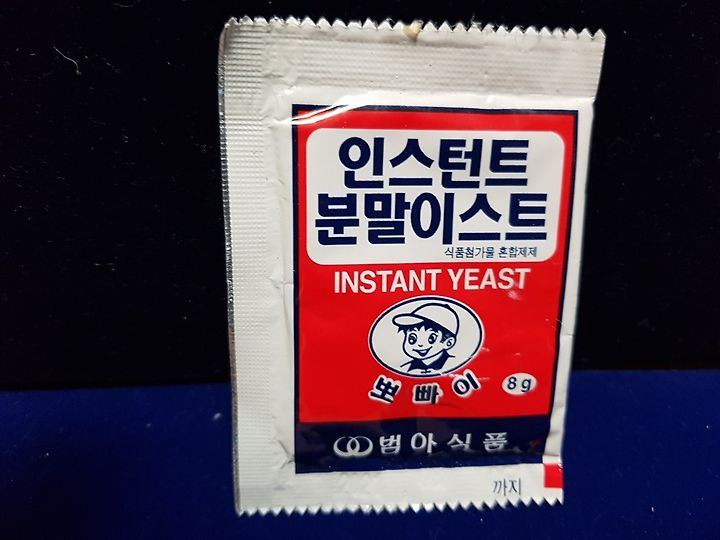 인스턴트
분말이스트
식품첨가물 혼합제제
INSTANT YEAST
뽀빠이
8g
범아식품
까지